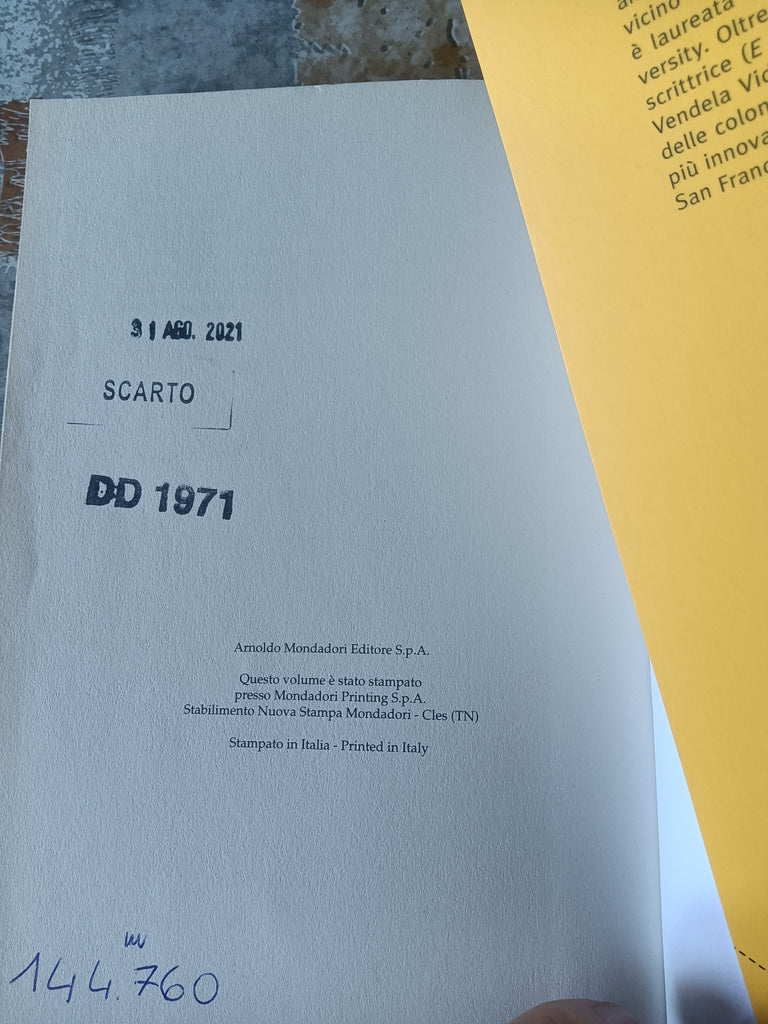 31 AGO. 2021
SCARTO
DD 1971
Arnoldo Mondadori Editore S.p.A.
Questo volume è stato stampato
presso Mondadori Printing S.p.A.
Stabilimento Nuova Stampa Mondadori - Cles (TN)
Stampato in Italia - Printed in Italy
144.760
vicino
è laureata
versity. Oltre
scrittrice (E
Vendela Vi
delle colon
più innova
San Franc